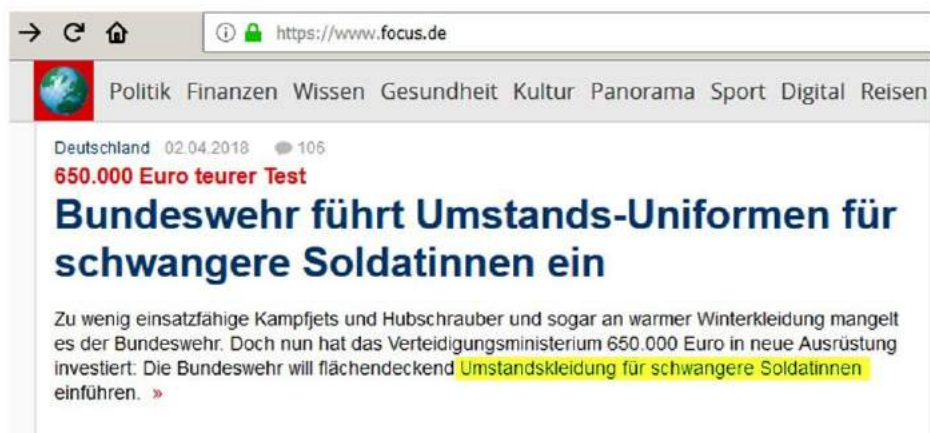 https://www.focus.de
Politik Finanzen Wissen Gesundheit Kultur Panorama Sport Digital Reisen
Deutschland 02.04.2018 106
650.000 Euro teurer Test
Bundeswehr führt Umstands-Uniformen für
schwangere Soldatinnen ein
Zu wenig einsatzfähige Kampfjets und Hubschrauber und sogar an warmer Winterkleidung mangelt
es der Bundeswehr. Doch nun hat das Verteidigungsministerium 650.000 Euro in neue Ausrüstung
investiert: Die Bundeswehr will flächendeckend Umstandskleidung für schwangere Soldatinnen
einführen. »